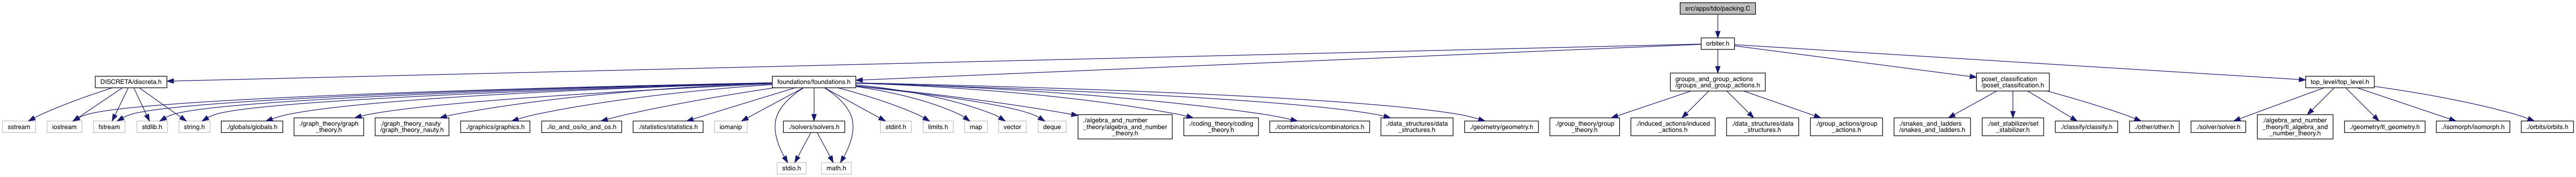 src/apps/tdo/packing.C
orbiter.h
DISCRETA/discreta.h
foundations/foundations.h
groups_and_group_actions
/groups_and_group_actions.h
poset_classification
/poset_classification.h
top_level/top_level.h
sstream
iostream
fstream
stdlib.h
string.h
./globals/globals.h
./graph_theory/graph
_theory.h
./graph_theory_nauty
/graph_theory_nauty.h
./graphics/graphics.h
./io_and_os/io_and_os.h
./statistics/statistics.h
iomanip
./solvers/solvers.h
stdint.h
limits.h
map
vector
deque
./algebra_and_number
_theory/algebra_and_number
_theory.h
./coding_theory/coding
_theory.h
./combinatorics/combinatorics.h
./data_structures/data
_structures.h
./geometry/geometry.h
./group_theory/group
_theory.h
./induced_actions/induced
_actions.h
./data_structures/data
_structures.h
./group_actions/group
_actions.h
./snakes_and_ladders
/snakes_and_ladders.h
./set_stabilizer/set
_stabilizer.h
./classify/classify.h
./other/other.h
./solver/solver.h
./algebra_and_number
_theory/tl_algebra_and
_number_theory.h
./geometry/tl_geometry.h
./isomorph/isomorph.h
./orbits/orbits.h
stdio.h
math.h